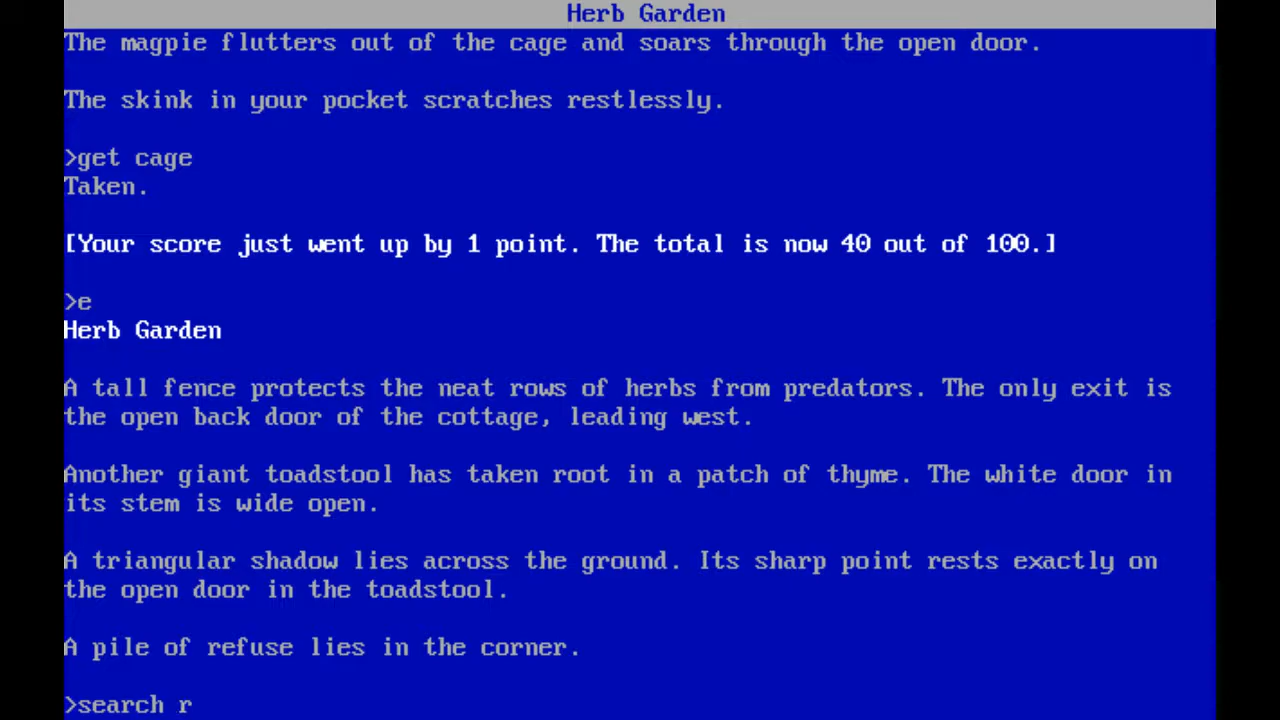 Herb Garden
The magpie flutters out of the cage and soars through the open door.
The skink in your pocket scratches restlessly.
>get cage
Taken.
[Your score just went up by 1 point. The total is now 40 out of 100.]
>e
Herb Garden
A tall fence protects the neat rows of herbs from predators. The only exit is
the open back door of the cottage, leading west.
Another giant toadstool has taken root in a patch of thyme. The white door in
its stem is wide open.
A triangular shadow lies across the ground. Its sharp point rests exactly on
the open door in the toadstool.
A pile of refuse lies in the corner.
>search r